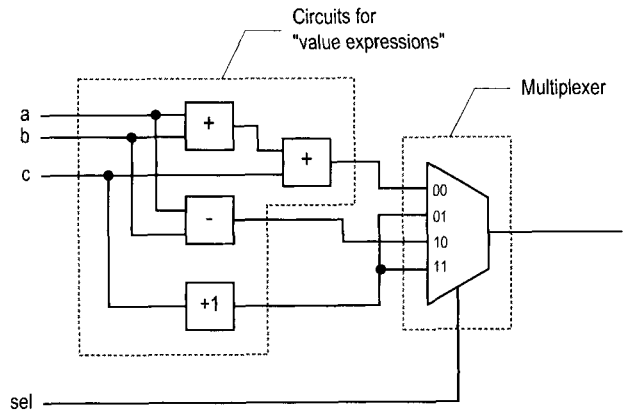 Circuits for
"value expressions"
Multiplexer
a
b
c
+
+
-
+1
00
01
10
11
sel